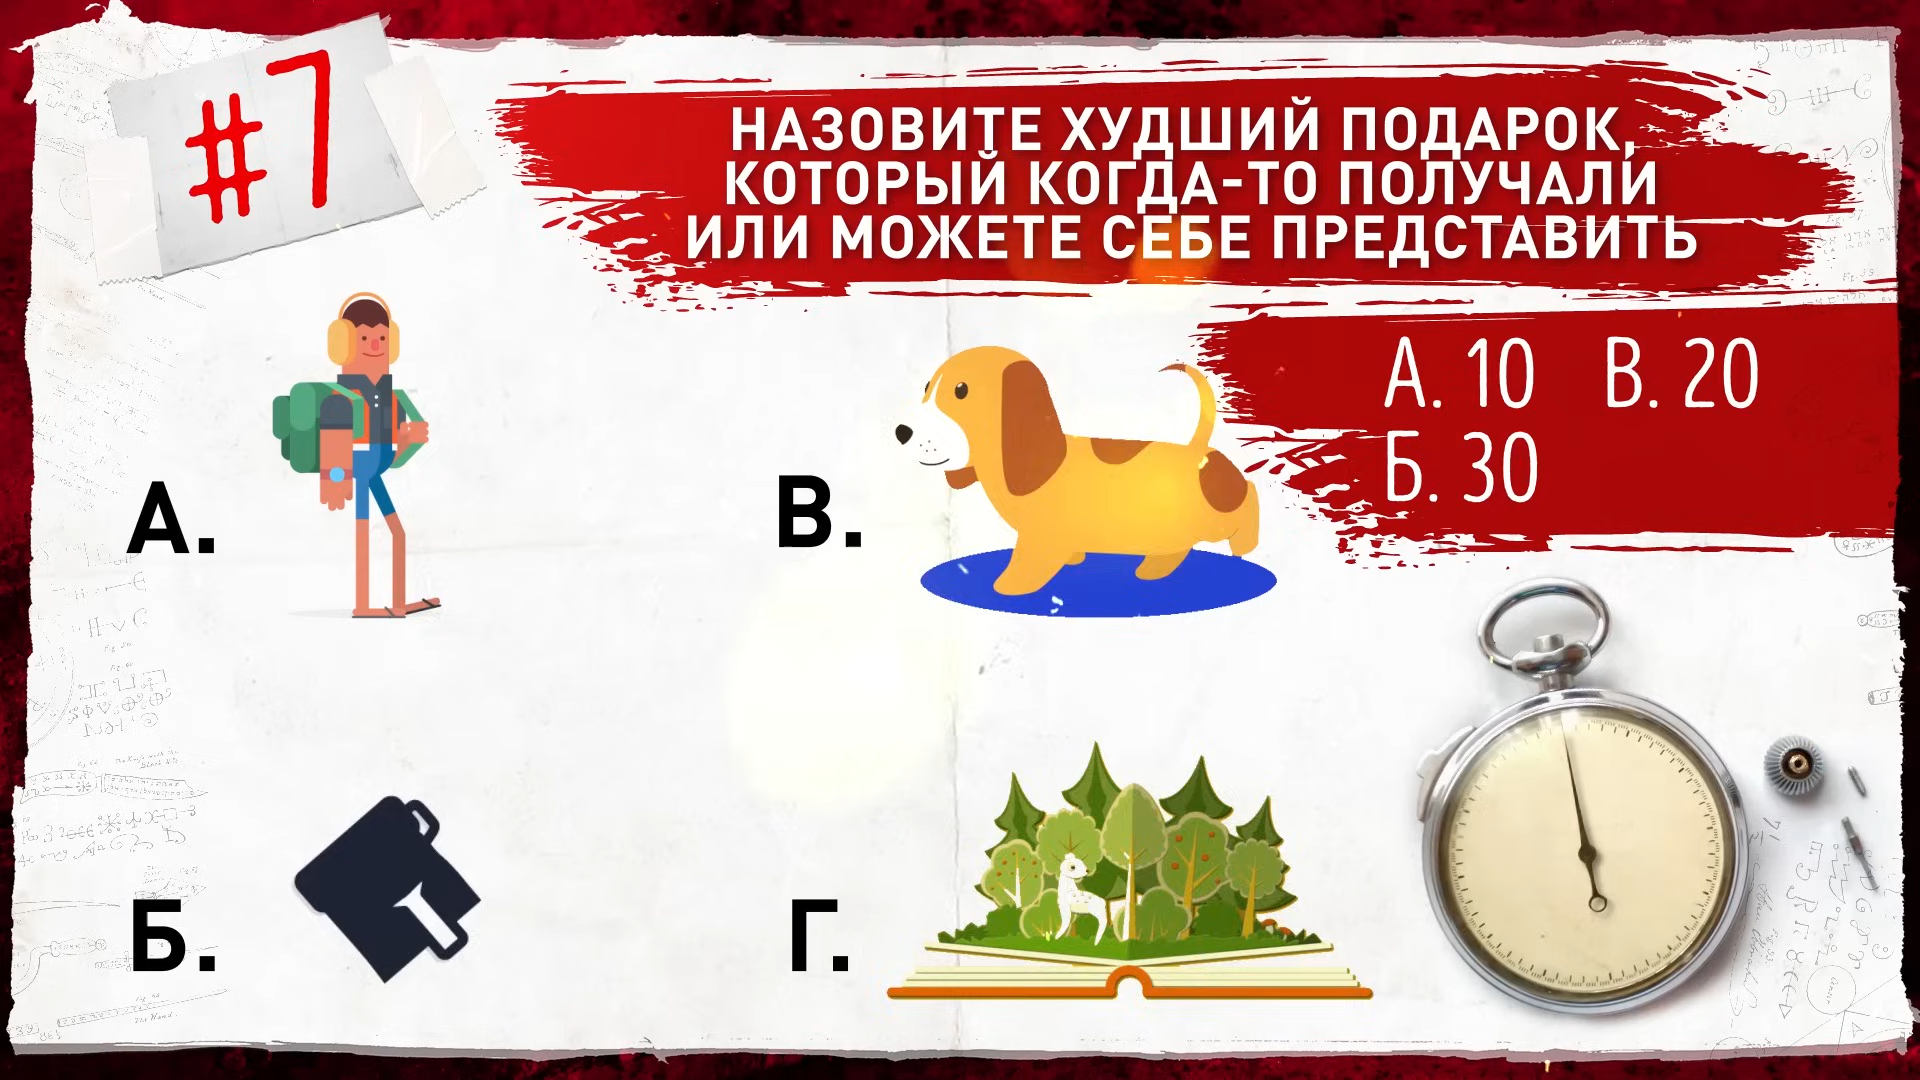 #7
НАЗОВИТЕ ХУДШИЙ ПОДАРОК,
КОТОРЫЙ КОГДА-ТО ПОЛУЧАЛИ
ИЛИ МОЖЕТЕ СЕБЕ ПРЕДСТАВИТЬ
А. 10 В. 20
Б. 30
А.
В.
Б.
Г.